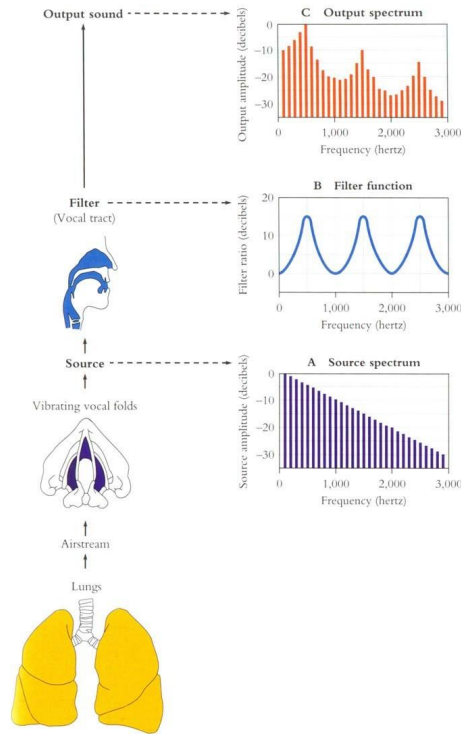 Output sound
C Output spectrum
Output amplitude (decibels)
0
−10
−20
−30
0 1,000 2,000 3,000
Frequency (hertz)
Filter
(Vocal tract)
B Filter function
Filter ratio (decibels)
20
10
0
0 1,000 2,000 3,000
Frequency (hertz)
Source
A Source spectrum
Source amplitude (decibels)
0
−10
−20
−30
0 1,000 2,000 3,000
Frequency (hertz)
Vibrating vocal folds
Airstream
Lungs